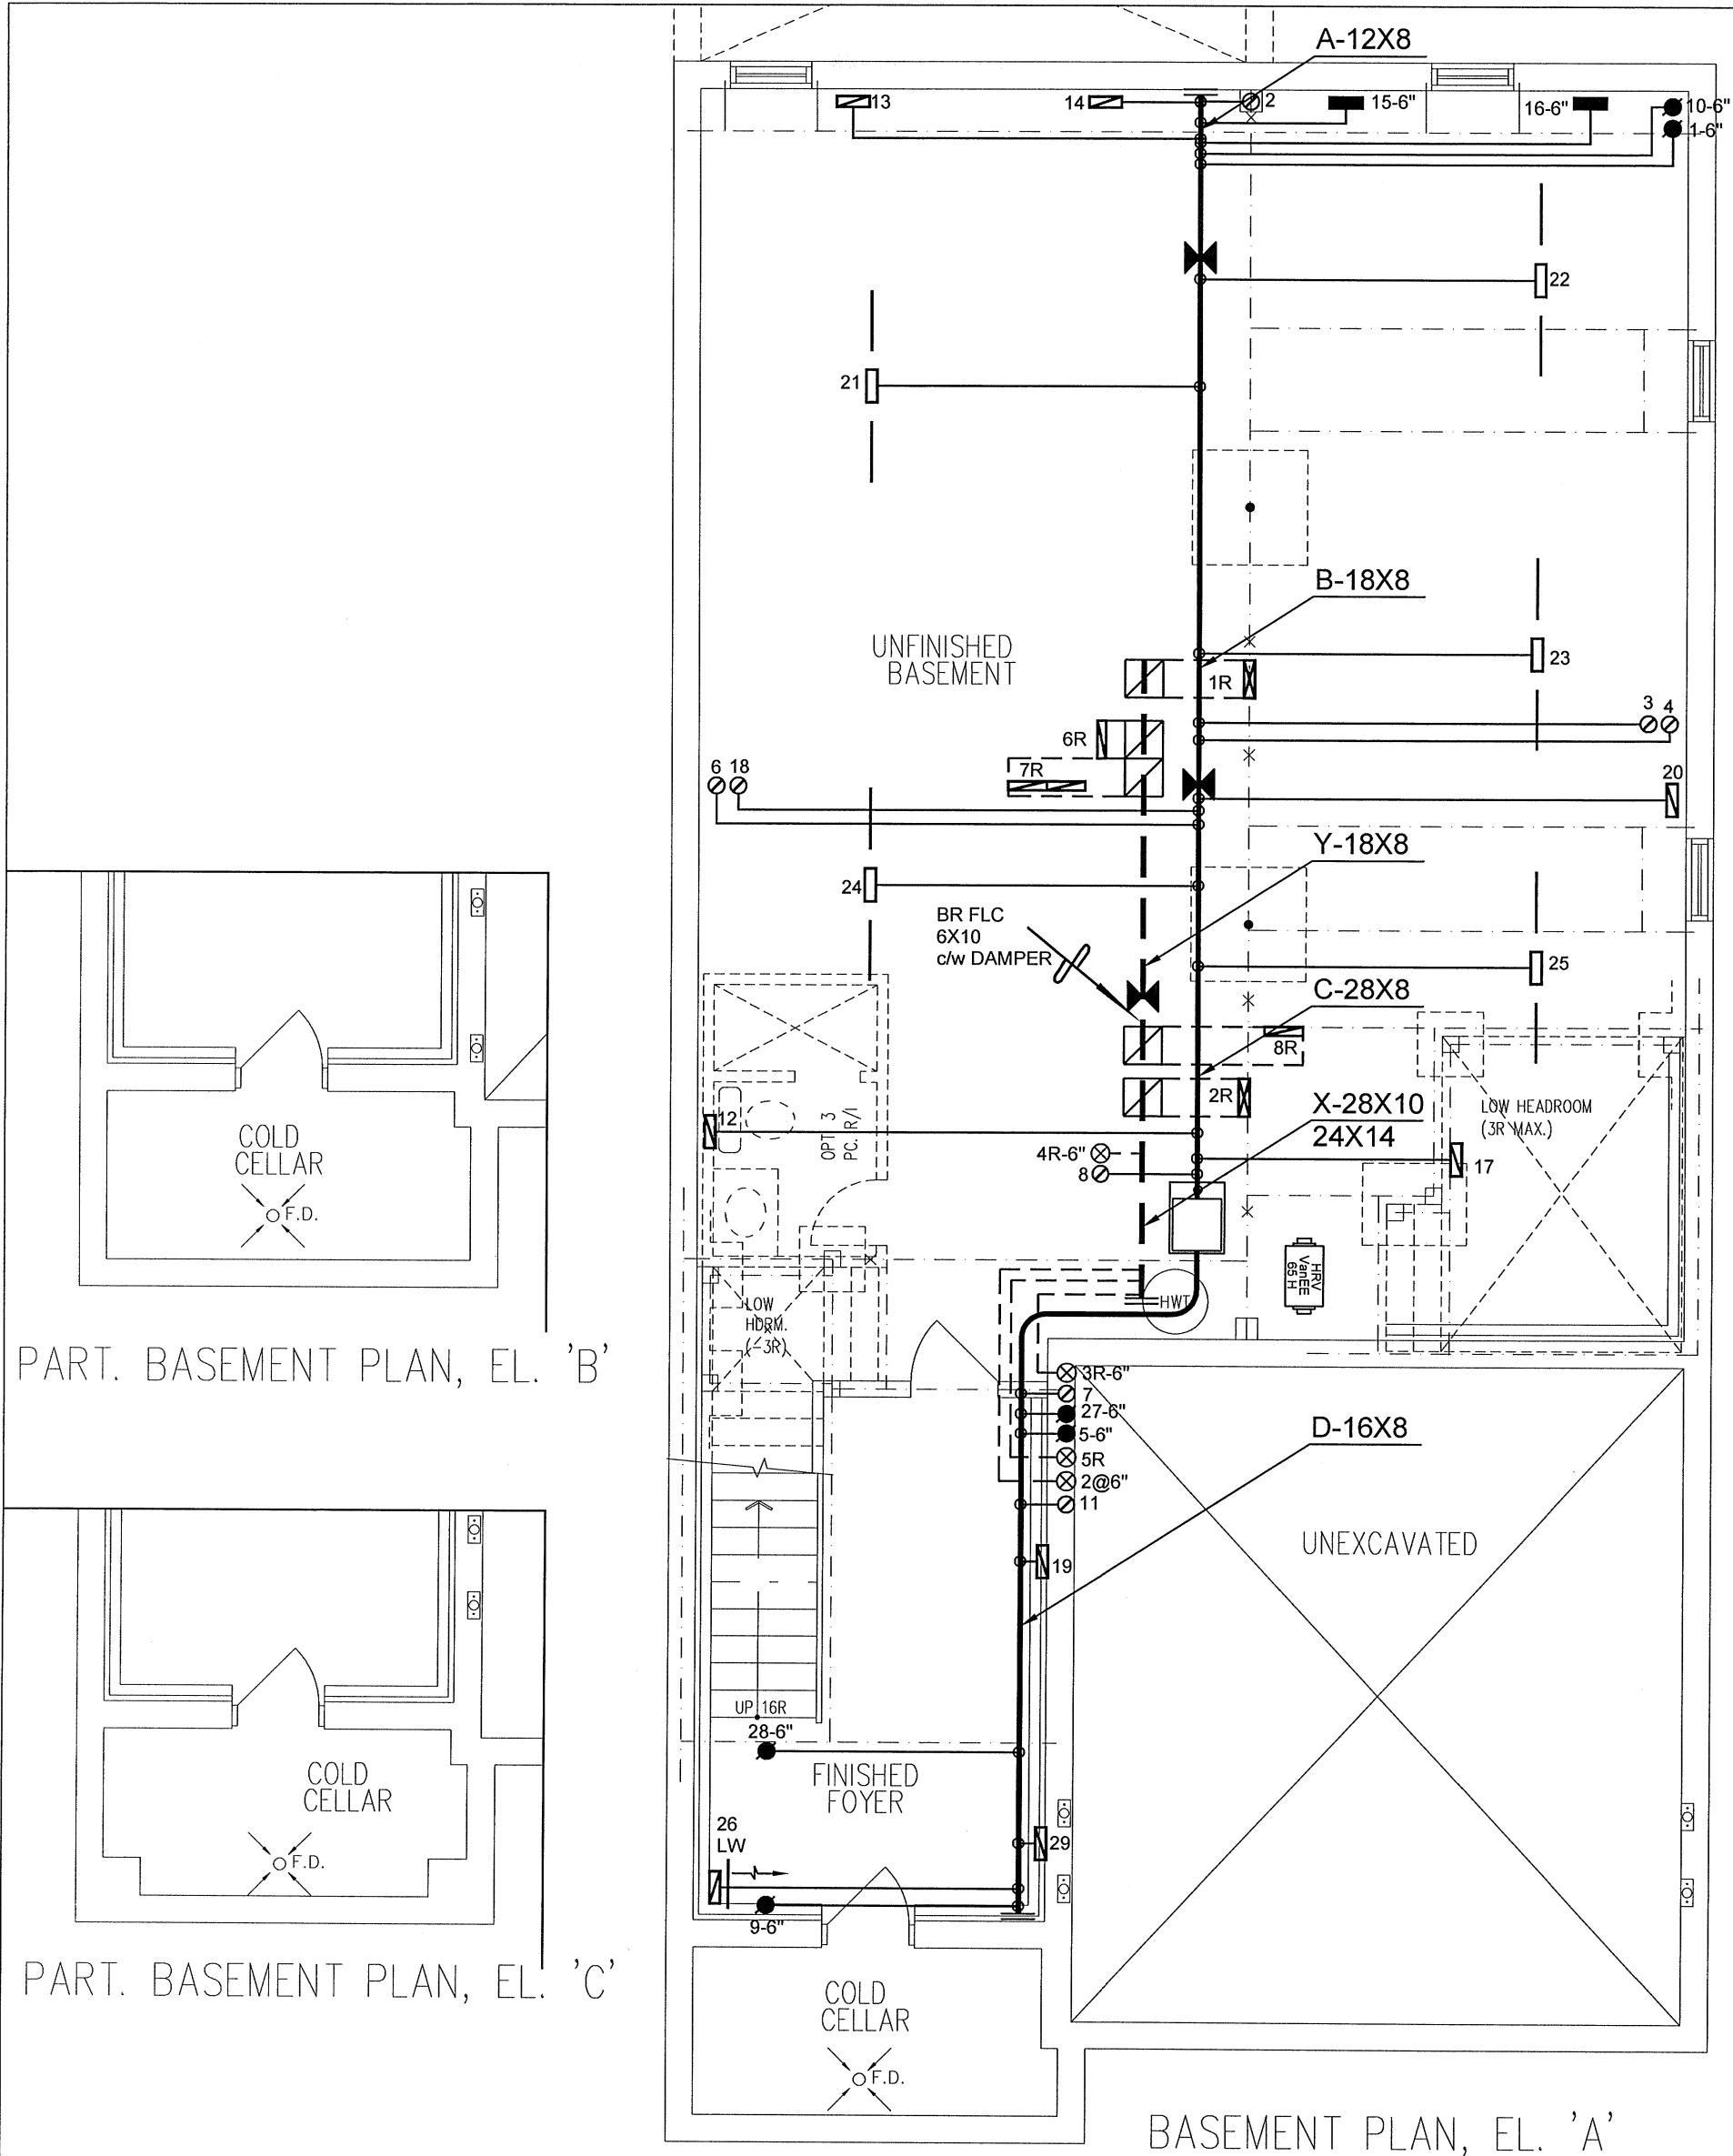 A-12X8
13
14
2
15-6"
16-6"
10-6"
1-6"
22
21
B-18X8
UNFINISHED
BASEMENT
23
1R
3 4
6R
7R
6 18
20
Y-18X8
24
BR FLC
6X10
c/w DAMPER
25
C-28X8
8R
2R
X-28X10
24X14
LOW HEADROOM
(3R MAX.)
12
OPT. 3
PC. R/I
4R-6"
8
17
COLD
CELLAR
F.D.
HRV
VanEE
65 H
HWT
LOW
HDRM.
(-3R)
PART. BASEMENT PLAN, EL. 'B'
3R-6"
7
27-6"
5-6"
5R
2@6"
11
D-16X8
19
UNEXCAVATED
UP 16R
28-6"
FINISHED
FOYER
COLD
CELLAR
F.D.
26
LW
29
9-6"
PART. BASEMENT PLAN, EL. 'C'
COLD
CELLAR
F.D.
BASEMENT PLAN, EL. 'A'